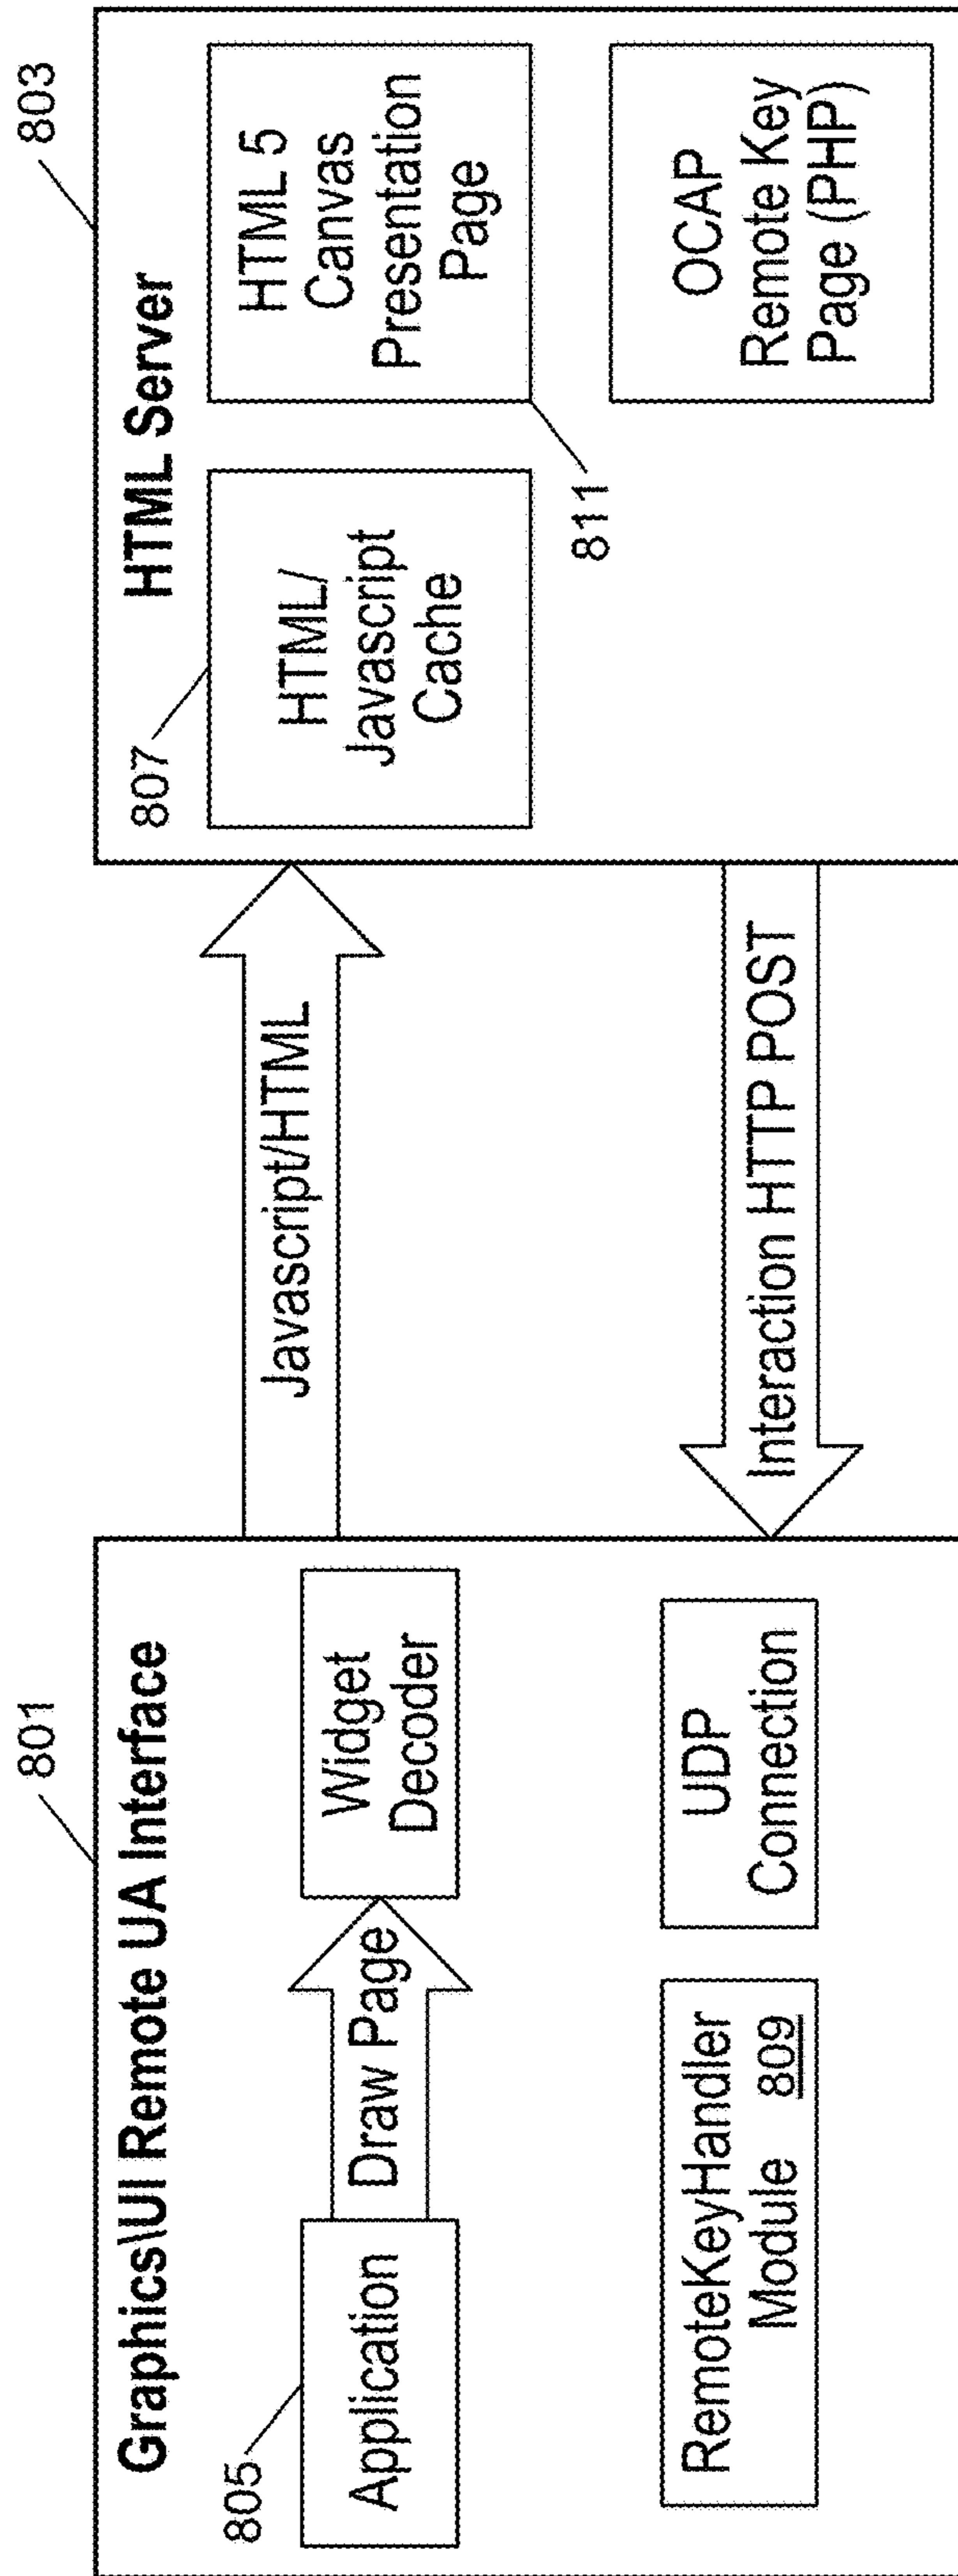 801
Graphics\UI Remote UA Interface
805
Application
Draw Page
Widget
Decoder
RemoteKeyHandler
Module 809
UDP
Connection
Javascript/HTML
Interaction HTTP POST
803
HTML Server
807
HTML/
Javascript
Cache
HTML 5
Canvas
Presentation
Page
811
OCAP
Remote Key
Page (PHP)